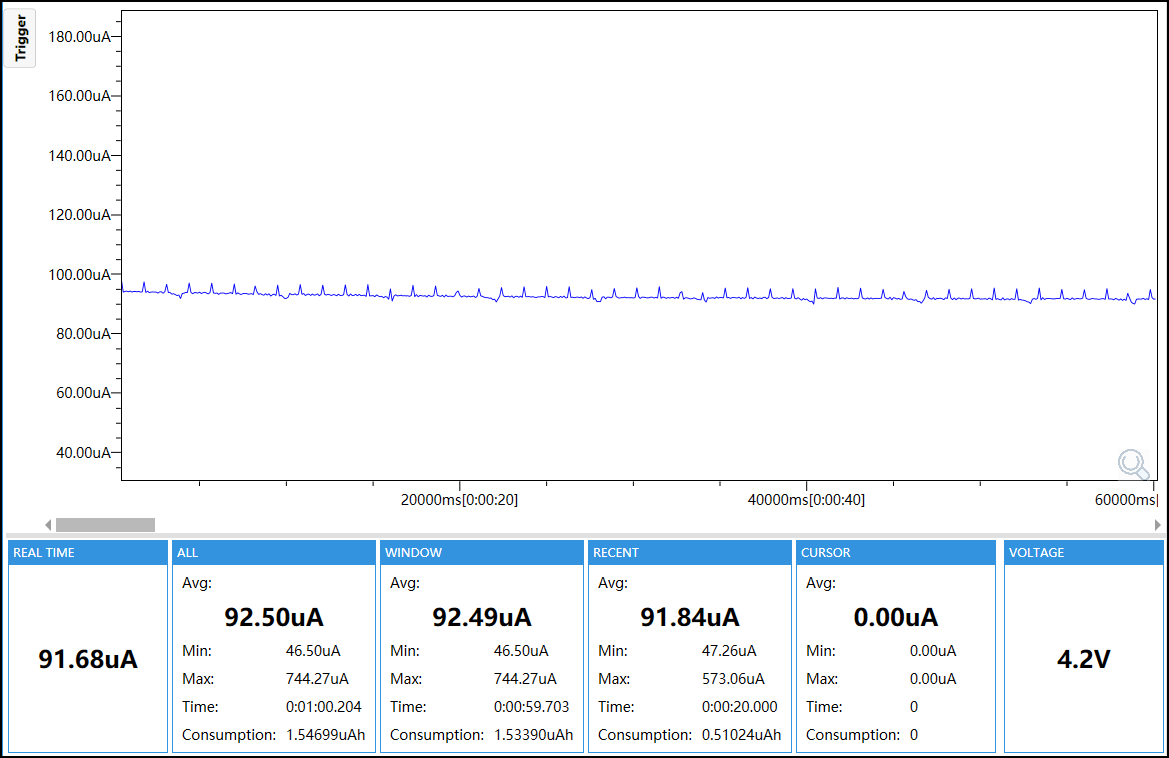 Trigger
180.00uA
160.00uA
140.00uA
120.00uA
100.00uA
80.00uA
60.00uA
40.00uA
20000ms[0:00:20] 40000ms[0:00:40] 60000ms[
REAL TIME
91.68uA
ALL
Avg:
92.50uA
Min: 46.50uA
Max: 744.27uA
Time: 0:01:00.204
Consumption: 1.54699uAh
WINDOW
Avg:
92.49uA
Min: 46.50uA
Max: 744.27uA
Time: 0:00:59.703
Consumption: 1.53390uAh
RECENT
Avg:
91.84uA
Min: 47.26uA
Max: 573.06uA
Time: 0:00:20.000
Consumption: 0.51024uAh
CURSOR
Avg:
0.00uA
Min: 0.00uA
Max: 0.00uA
Time: 0
Consumption: 0
VOLTAGE
4.2V